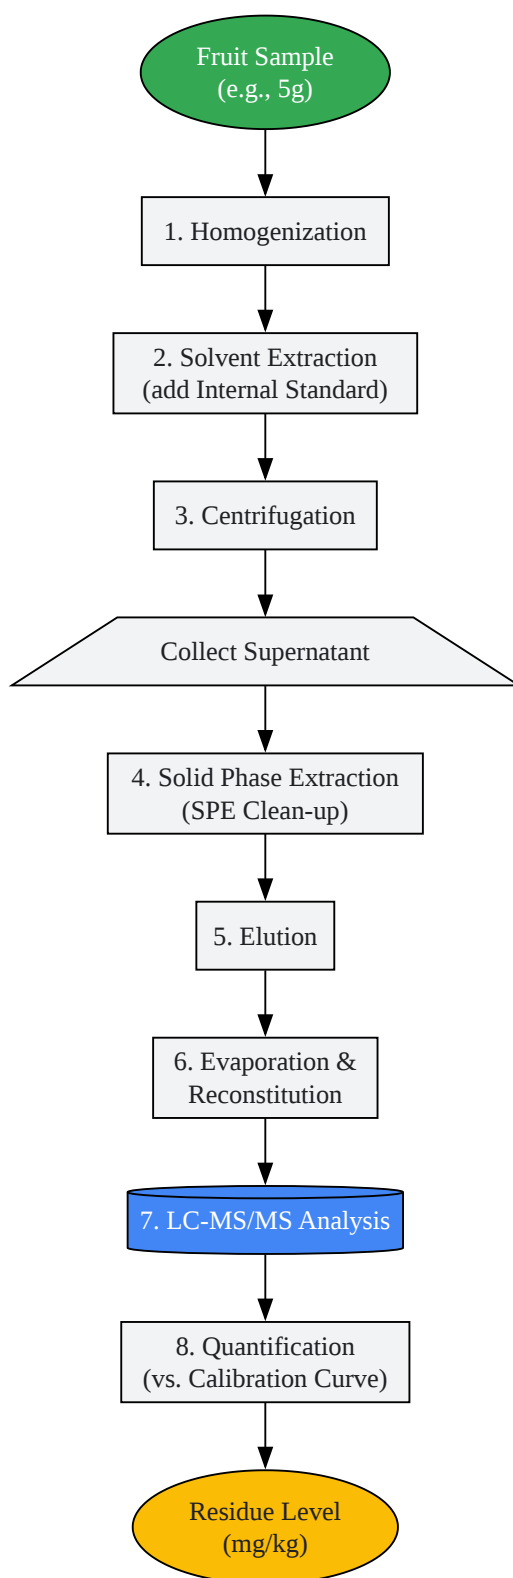 Fruit Sample
(e.g., 5g)
1. Homogenization
2. Solvent Extraction
(add Internal Standard)
3. Centrifugation
Collect Supernatant
4. Solid Phase Extraction
(SPE Clean-up)
5. Elution
6. Evaporation &
Reconstitution
7. LC-MS/MS Analysis
8. Quantification
(vs. Calibration Curve)
Residue Level
(mg/kg)